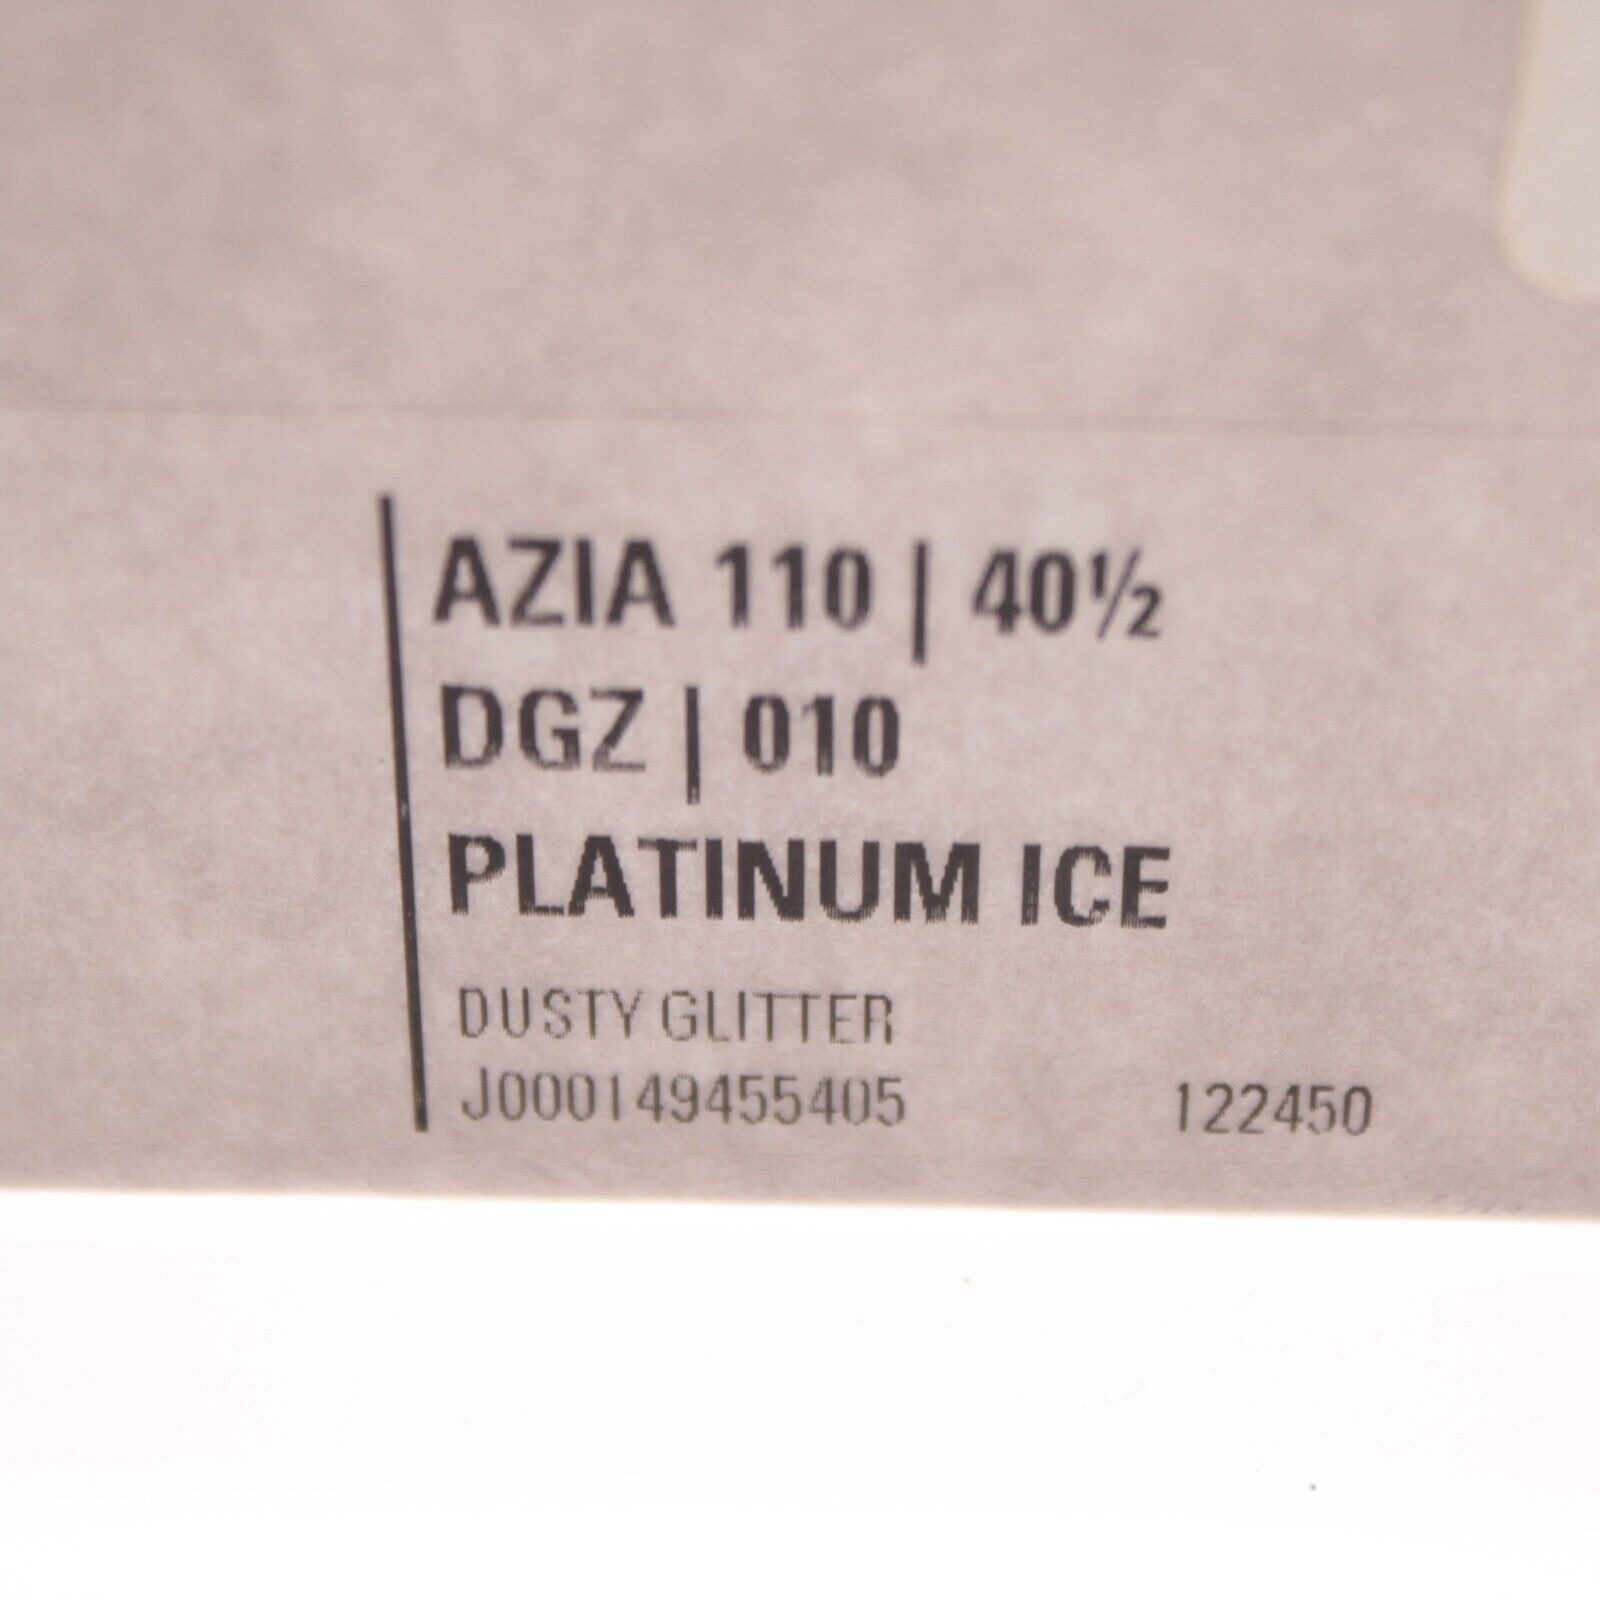 AZIA 110 | 40½
DGZ | 010
PLATINUM ICE
DUSTY GLITTER
J000149455405 122450